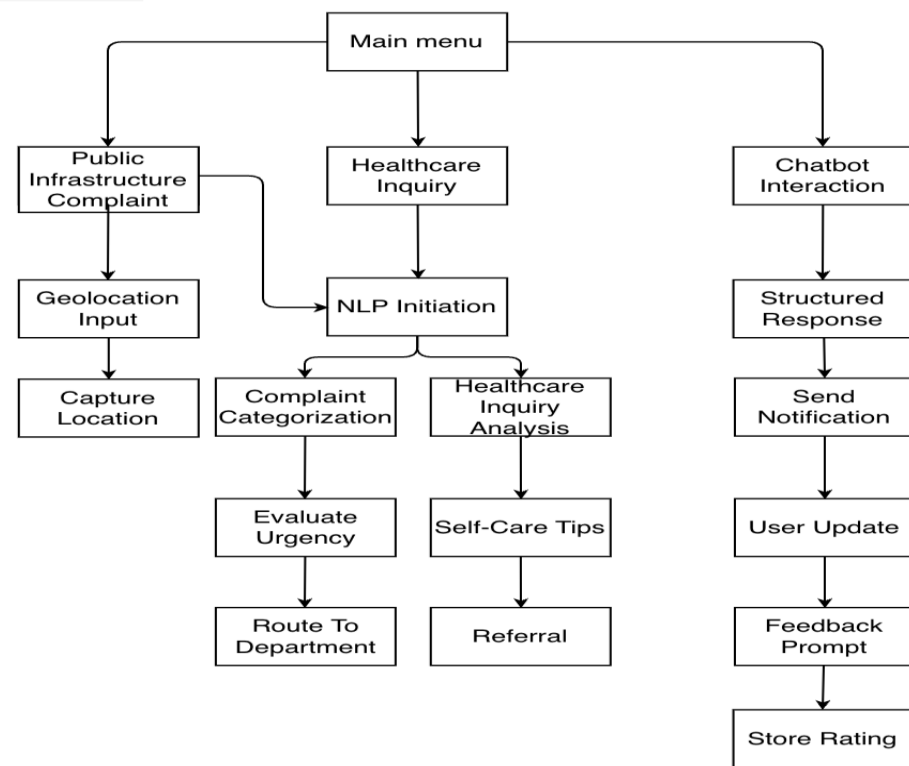 Main menu
Public
Infrastructure
Complaint
Healthcare
Inquiry
Chatbot
Interaction
Geolocation
Input
NLP Initiation
Structured
Response
Capture
Location
Complaint
Categorization
Healthcare
Inquiry
Analysis
Send
Notification
Evaluate
Urgency
Self-Care Tips
User Update
Route To
Department
Referral
Feedback
Prompt
Store Rating